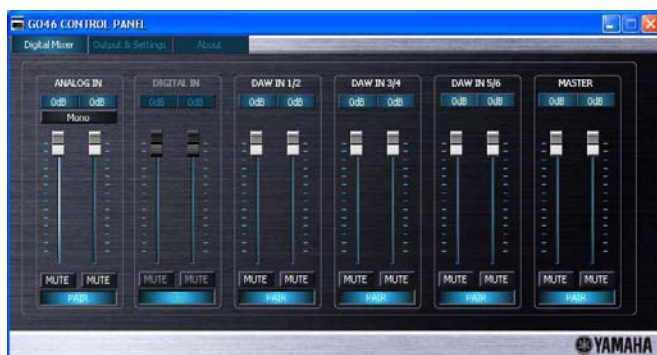 GO46 CONTROL PANEL
Digital Mixer Output & Settings About
ANALOG IN DIGITAL IN DAW IN 1/2 DAW IN 3/4 DAW IN 5/6 MASTER
0dB 0dB 0dB 0dB 0dB 0dB 0dB 0dB 0dB 0dB 0dB 0dB
Mono
MUTE MUTE MUTE MUTE MUTE MUTE MUTE MUTE MUTE MUTE MUTE MUTE
PAIR PAIR PAIR PAIR PAIR
YAMAHA